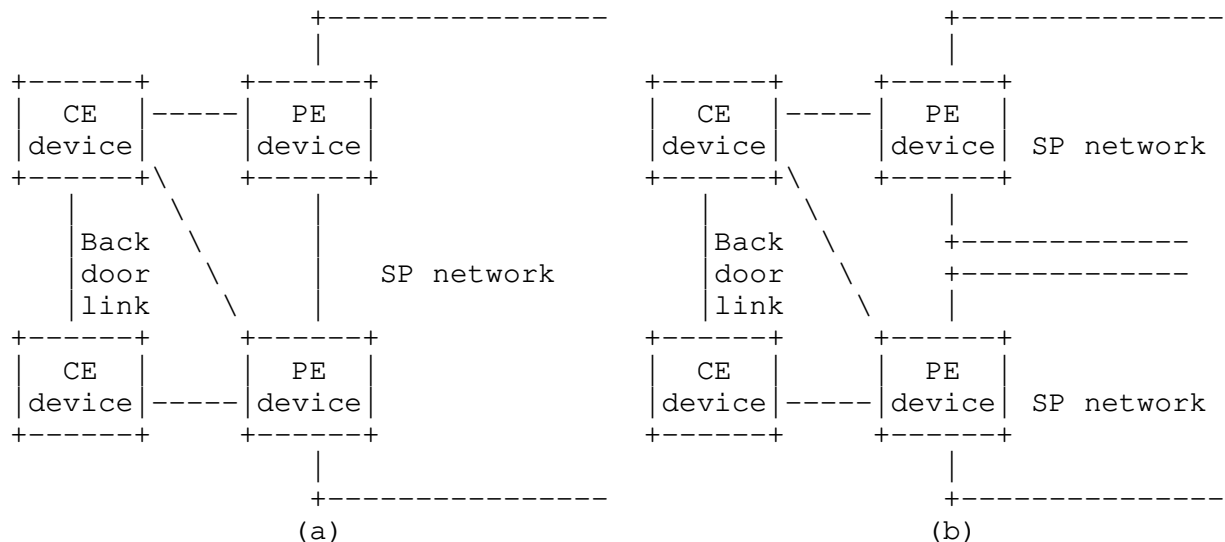 CE PE CE PE
device device device device SP network
Back Back
door SP network door
link link
CE PE CE PE
device device device device SP network
(a) (b)